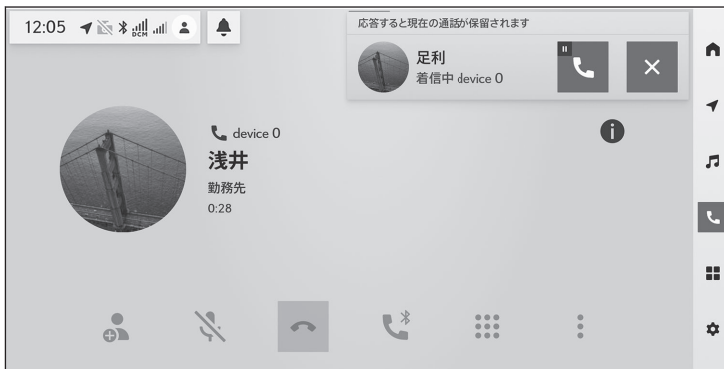 12:05
DCM
応答すると現在の通話が保留されます
足利
着信中 device 0
device 0
浅井
勤務先
0:28